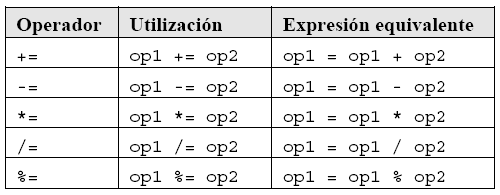 Operador Utilización Expresión equivalente
+= op1 += op2 op1 = op1 + op2
-= op1 -= op2 op1 = op1 - op2
*= op1 *= op2 op1 = op1 * op2
/= op1 /= op2 op1 = op1 / op2
%= op1 %= op2 op1 = op1 % op2